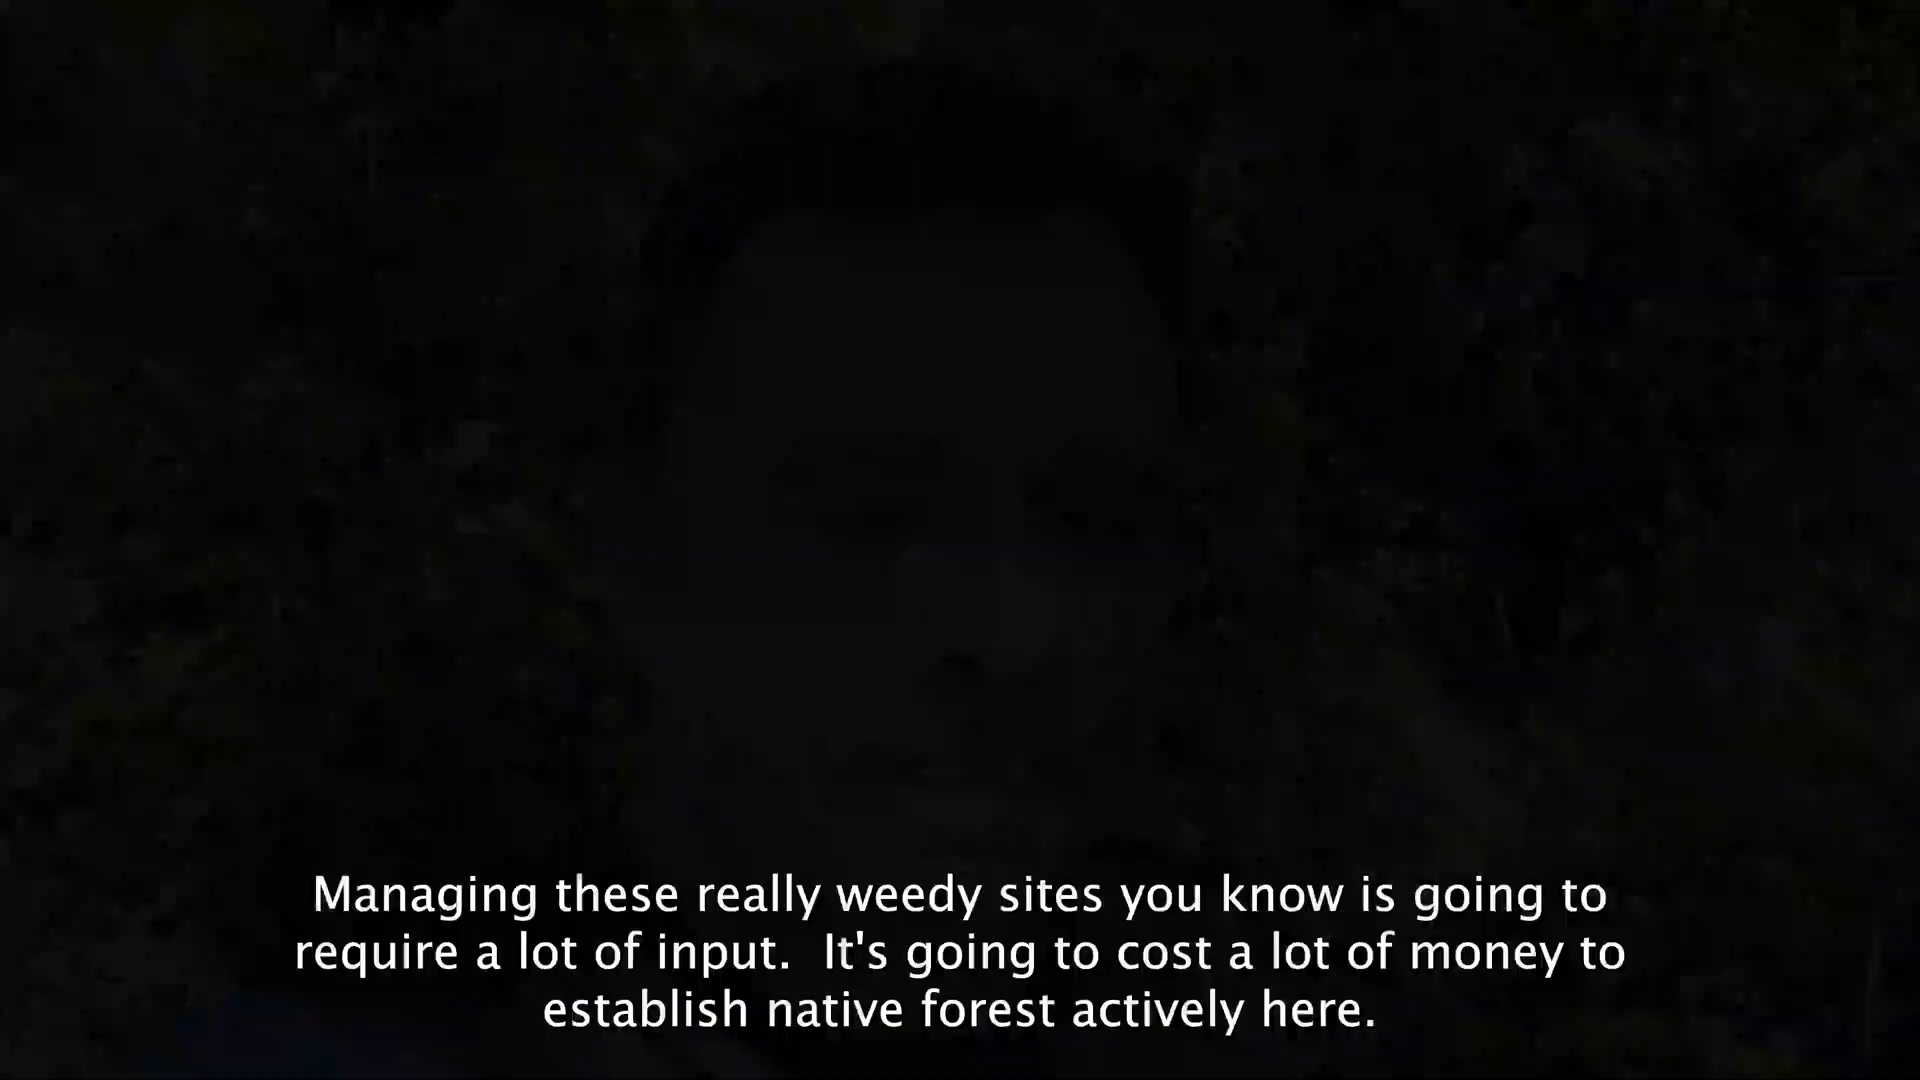 Managing these really weedy sites you know is going to
require a lot of input.  It's going to cost a lot of money to
establish native forest actively here.